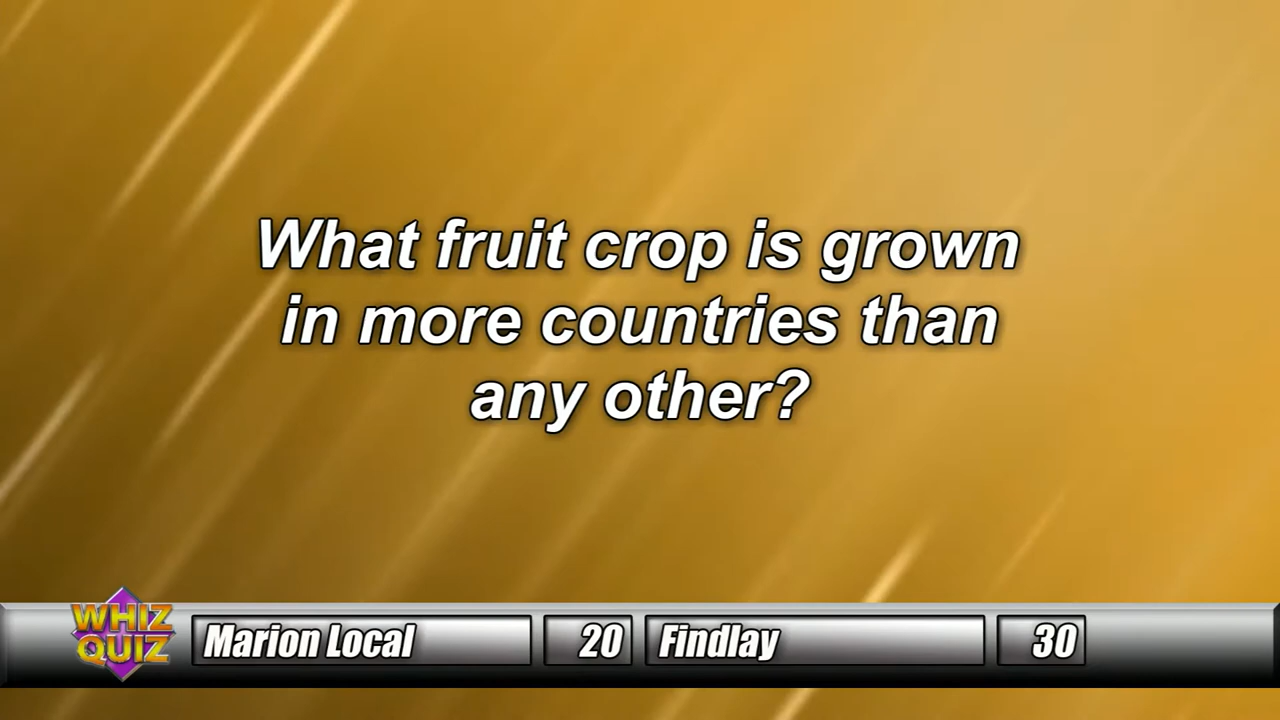 What fruit crop is grown
in more countries than
any other?
WHIZ
QUIZ
Marion Local 20 Findlay 30